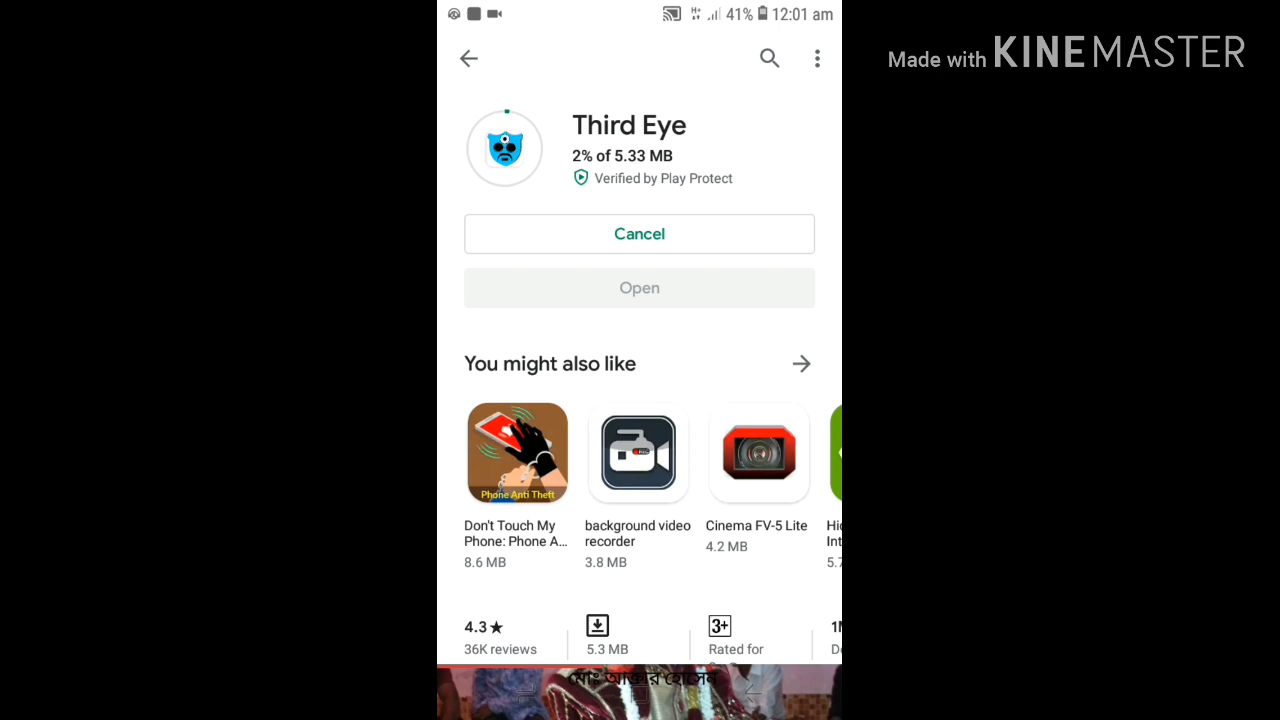 41% 12:01 am
Made with KINEMASTER
Third Eye
2% of 5.33 MB
Verified by Play Protect
Cancel
Open
You might also like
Phone Anti Theft
Don't Touch My
Phone: Phone A...
8.6 MB
background video
recorder
3.8 MB
Cinema FV-5 Lite
4.2 MB
4.3★
36K reviews
5.3 MB
3+
Rated for
মোঃ আক্তার হোসেন